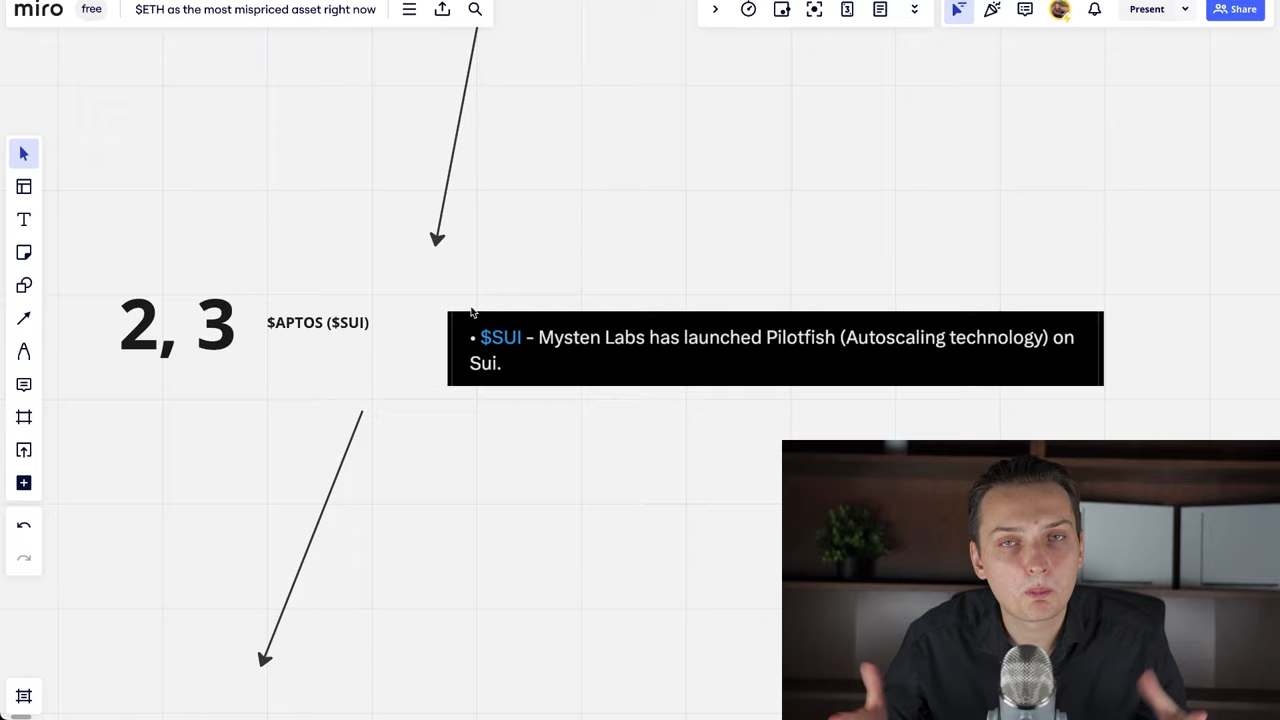 miro free $ETH as the most mispriced asset right now
3 Present Share
2, 3 $APTOS ($SUI)
• $SUI - Mysten Labs has launched Pilotfish (Autoscaling technology) on
Sui.